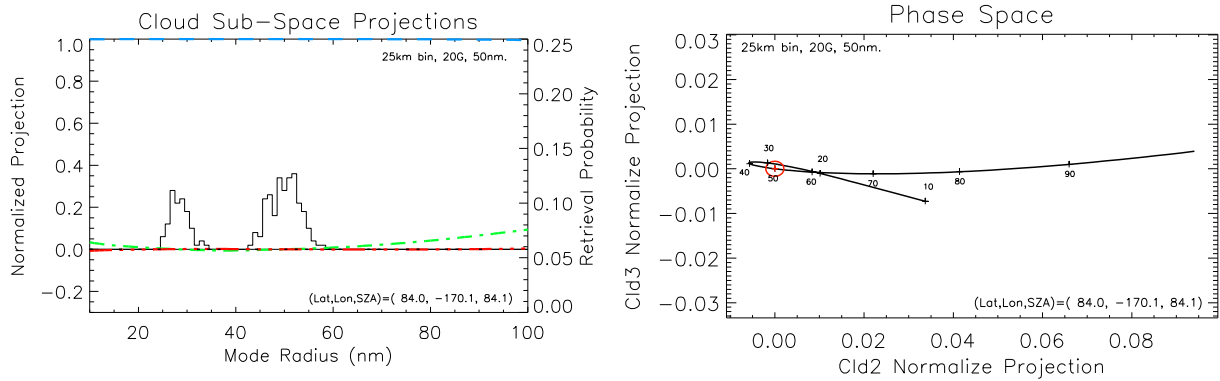 Cloud Sub-Space Projections
1.0
0.8
0.6
0.4
0.2
0.0
−0.2
Normalized Projection
25km bin, 20G, 50nm.
(Lat,Lon,SZA)=( 84.0, −170.1, 84.1)
0.25
0.20
0.15
0.10
0.05
0.00
Retrieval Probability
20 40 60 80 100
Mode Radius (nm)
Phase Space
0.03
0.02
0.01
0.00
−0.01
−0.02
−0.03
Cld3 Normalize Projection
25km bin, 20G, 50nm.
30
20
40
50
60
70
10
80
90
(Lat,Lon,SZA)=( 84.0, −170.1, 84.1)
0.00 0.02 0.04 0.06 0.08
Cld2 Normalize Projection